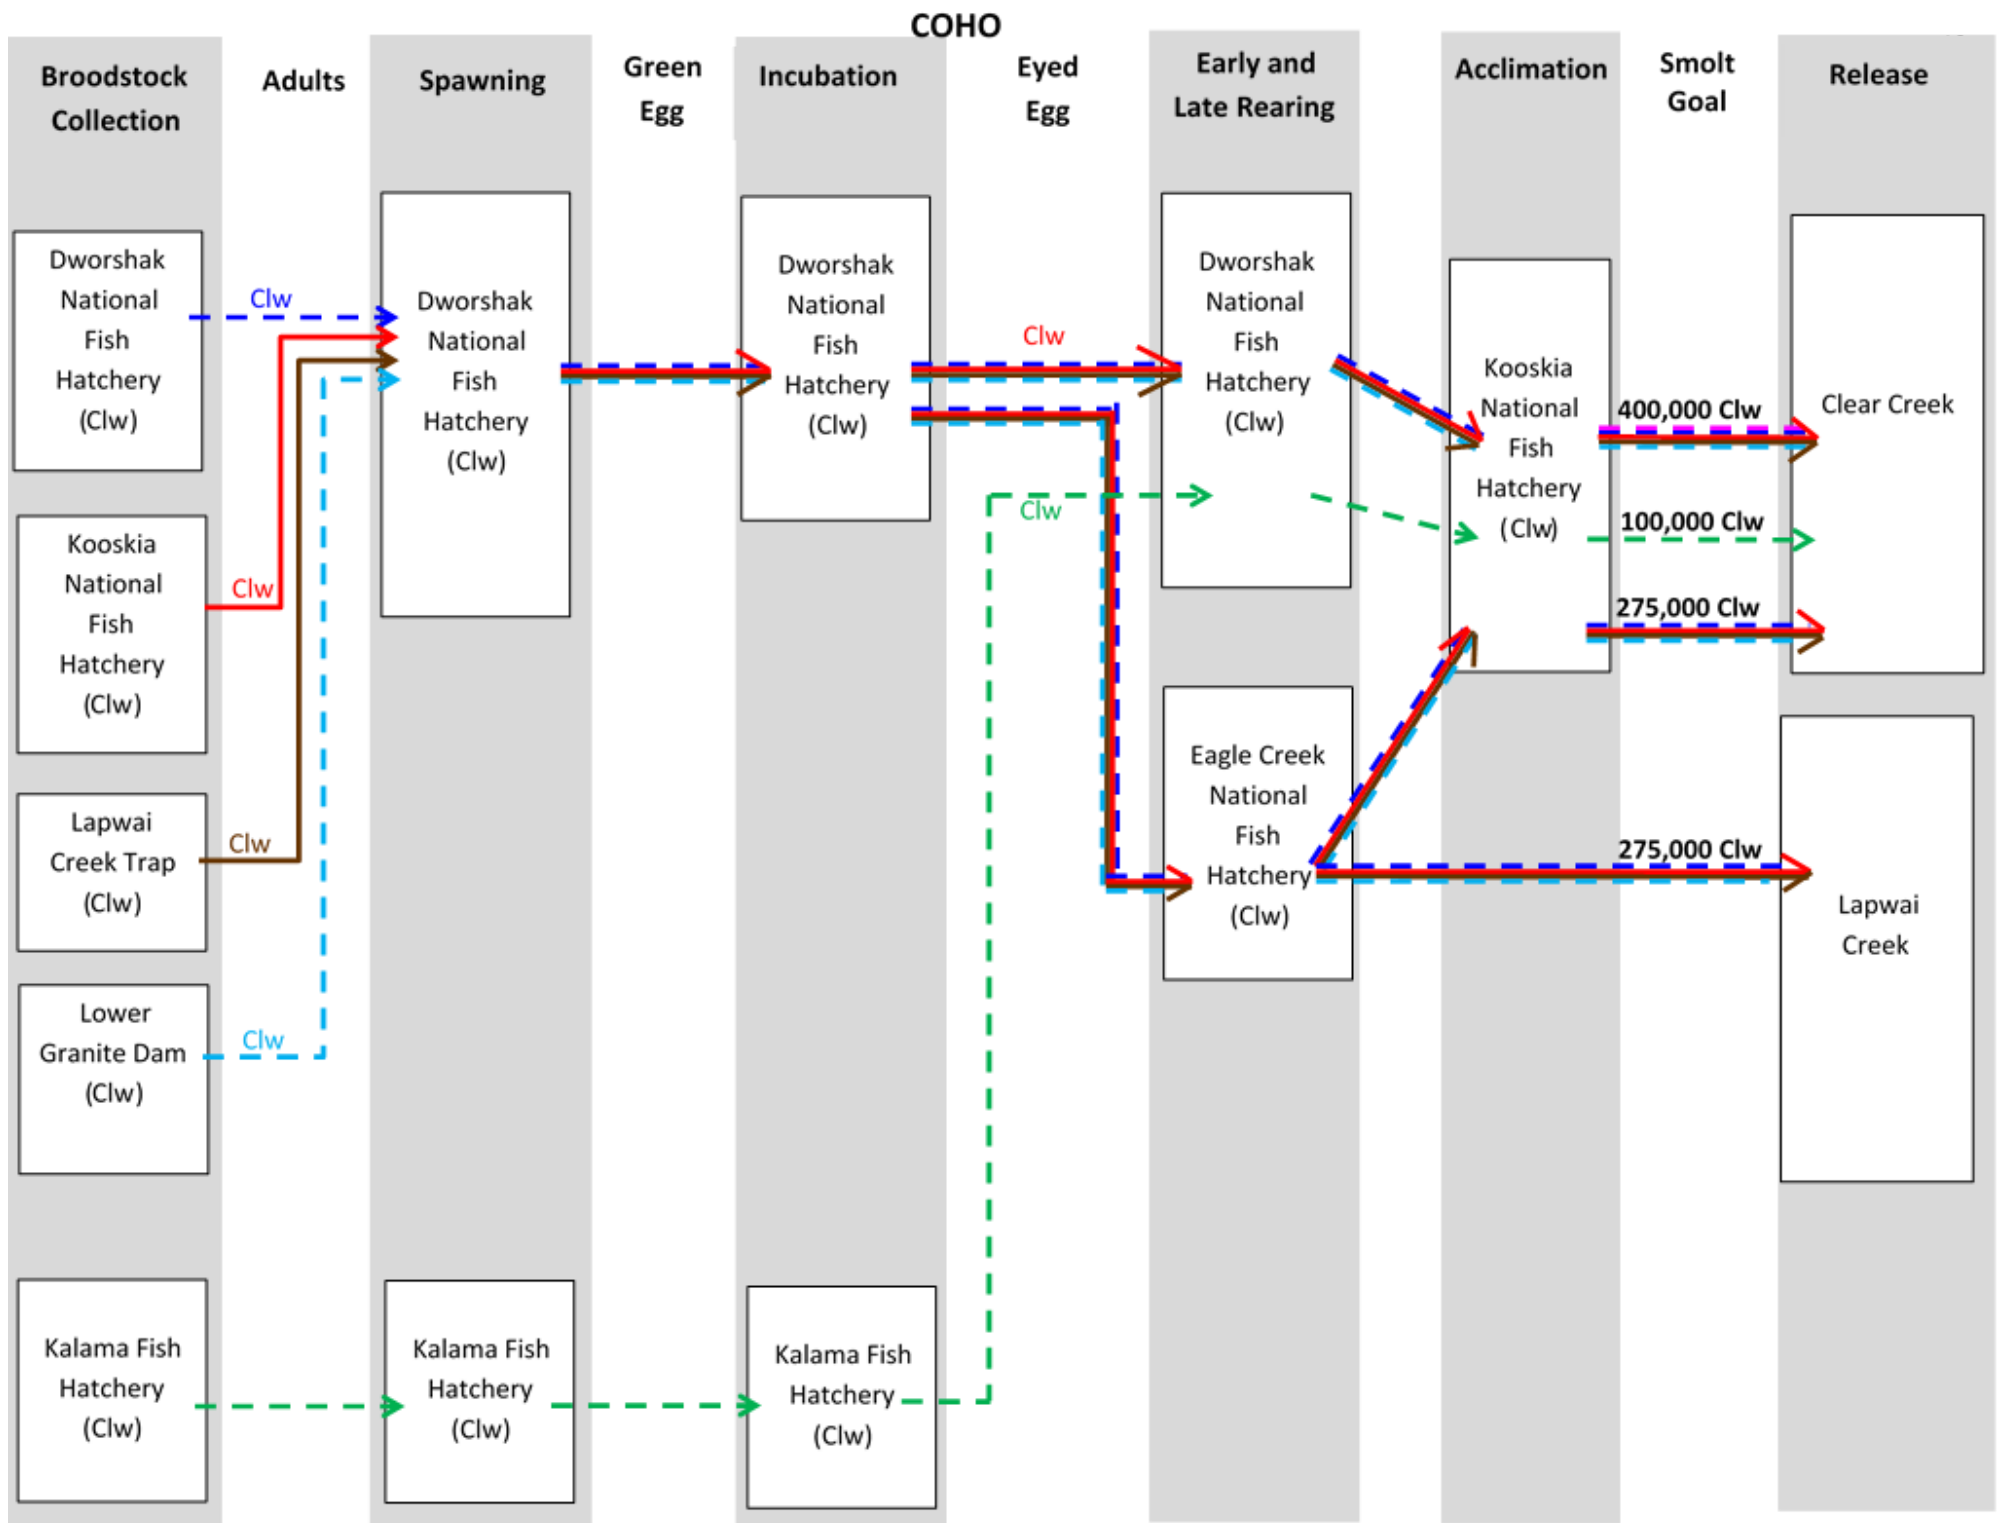 COHO
Broodstock
Collection
Adults
Spawning
Green
Egg
Incubation
Eyed
Egg
Early and
Late Rearing
Acclimation
Smolt
Goal
Release
Dworshak
National
Fish
Hatchery
(Clw)
Kooskia
National
Fish
Hatchery
(Clw)
Lapwai
Creek Trap
(Clw)
Lower
Granite Dam
(Clw)
Kalama Fish
Hatchery
(Clw)
Clw
Clw
Clw
Clw
Dworshak
National
Fish
Hatchery
(Clw)
Kalama Fish
Hatchery
(Clw)
Dworshak
National
Fish
Hatchery
(Clw)
Kalama Fish
Hatchery
(Clw)
Clw
Clw
Dworshak
National
Fish
Hatchery
(Clw)
Eagle Creek
National
Fish
Hatchery
(Clw)
Kooskia
National
Fish
Hatchery
(Clw)
400,000 Clw
100,000 Clw
275,000 Clw
275,000 Clw
Clear Creek
Lapwai
Creek